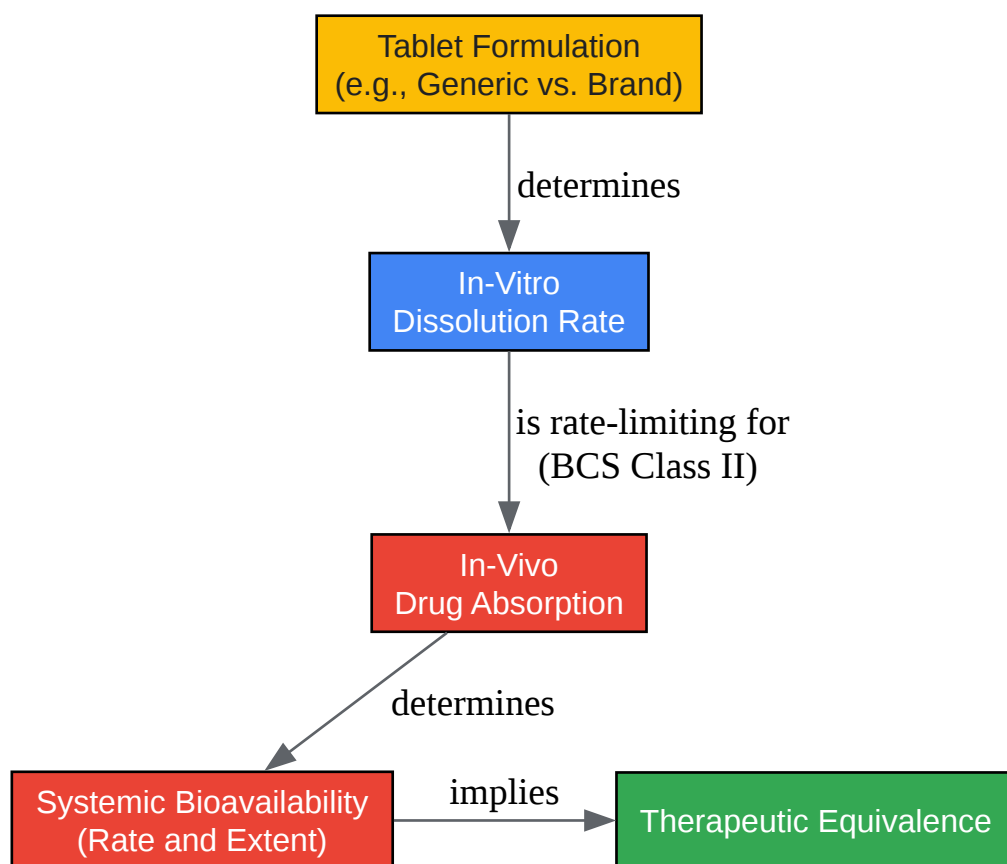 Tablet Formulation
(e.g., Generic vs. Brand)
determines
In-Vitro
Dissolution Rate
is rate-limiting for
(BCS Class II)
In-Vivo
Drug Absorption
determines
Systemic Bioavailability
(Rate and Extent)
implies
Therapeutic Equivalence